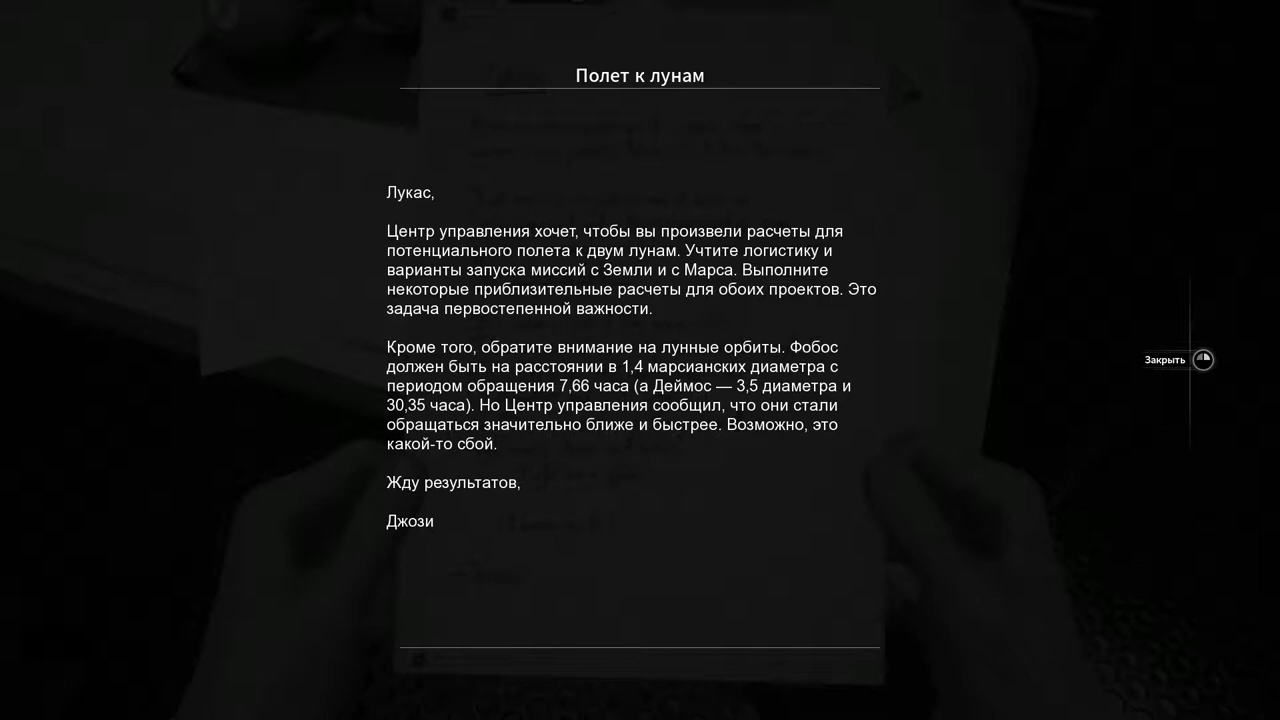 Полет к лунам
Лукас,
Центр управления хочет, чтобы вы произвели расчеты для
потенциального полета к двум лунам. Учтите логистику и
варианты запуска миссий с Земли и с Марса. Выполните
некоторые приблизительные расчеты для обоих проектов. Это
задача первостепенной важности.
Кроме того, обратите внимание на лунные орбиты. Фобос
должен быть на расстоянии в 1,4 марсианских диаметра с
периодом обращения 7,66 часа (а Деймос — 3,5 диаметра и
30,35 часа). Но Центр управления сообщил, что они стали
обращаться значительно ближе и быстрее. Возможно, это
какой-то сбой.
Закрыть
Жду результатов,
Джози